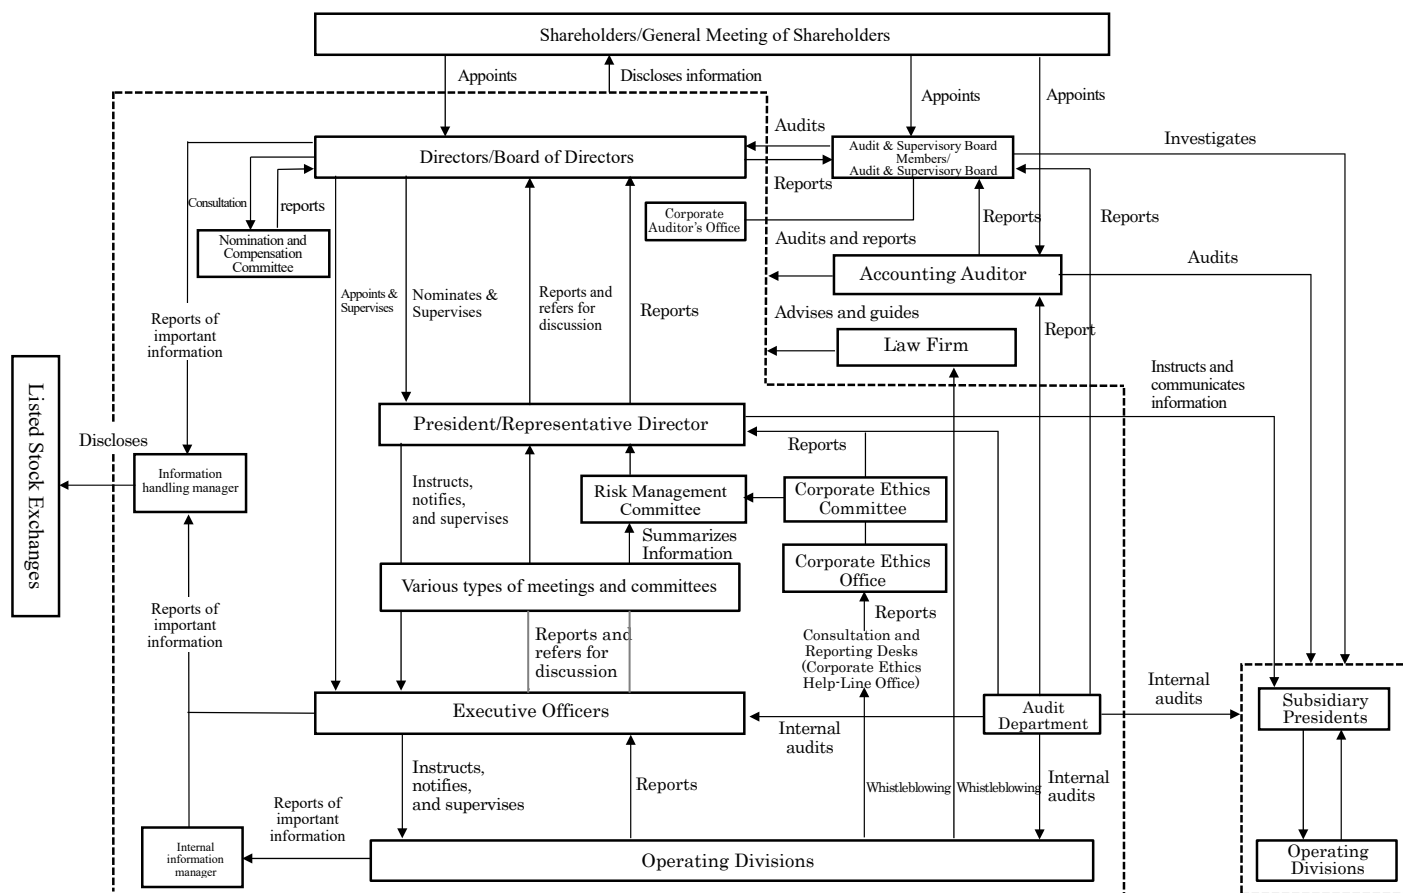 Shareholders/General Meeting of Shareholders
Appoints
Discloses information
Appoints
Appoints
Directors/Board of Directors
Audits
Reports
Audit & Supervisory Board
Members/
Audit & Supervisory Board
Investigates
Consultation
reports
Nomination and
Compensation
Committee
Corporate
Auditor's Office
Reports
Reports
Audits and reports
Accounting Auditor
Audits
Reports of
important
information
Appoints &
Supervises
Nominates &
Supervises
Reports and
refers for
discussion
Reports
Advises and guides
Law Firm
Report
Listed Stock Exchanges
Discloses
Information
handling manager
President/Representative Director
Instructs and
communicates
information
Reports
Instructs,
notifies,
and supervises
Risk Management
Committee
Corporate Ethics
Committee
Summarizes
Information
Corporate Ethics
Office
Various types of meetings and committees
Reports of
important
information
Reports and
refers for
discussion
Reports
Consultation and
Reporting Desks
(Corporate Ethics
Help-Line Office)
Executive Officers
Internal
audits
Audit
Department
Internal
audits
Subsidiary
Presidents
Instructs,
notifies,
and supervises
Reports
Whistleblowing
Whistleblowing
Internal
audits
Reports of
important
information
Internal
information
manager
Operating Divisions
Operating
Divisions